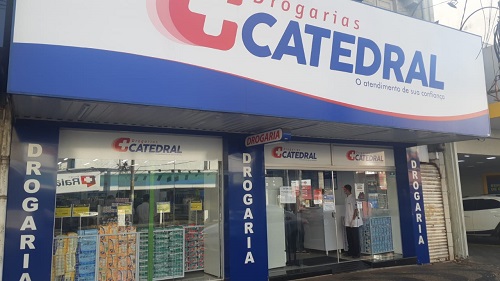 Drogarias
CATEDRAL
O atendimento de sua confiança
DROGARIA
CATEDRAL
CATEDRAL
CATEDRAL
DROGARIA
DROGARIA
DROGARIA